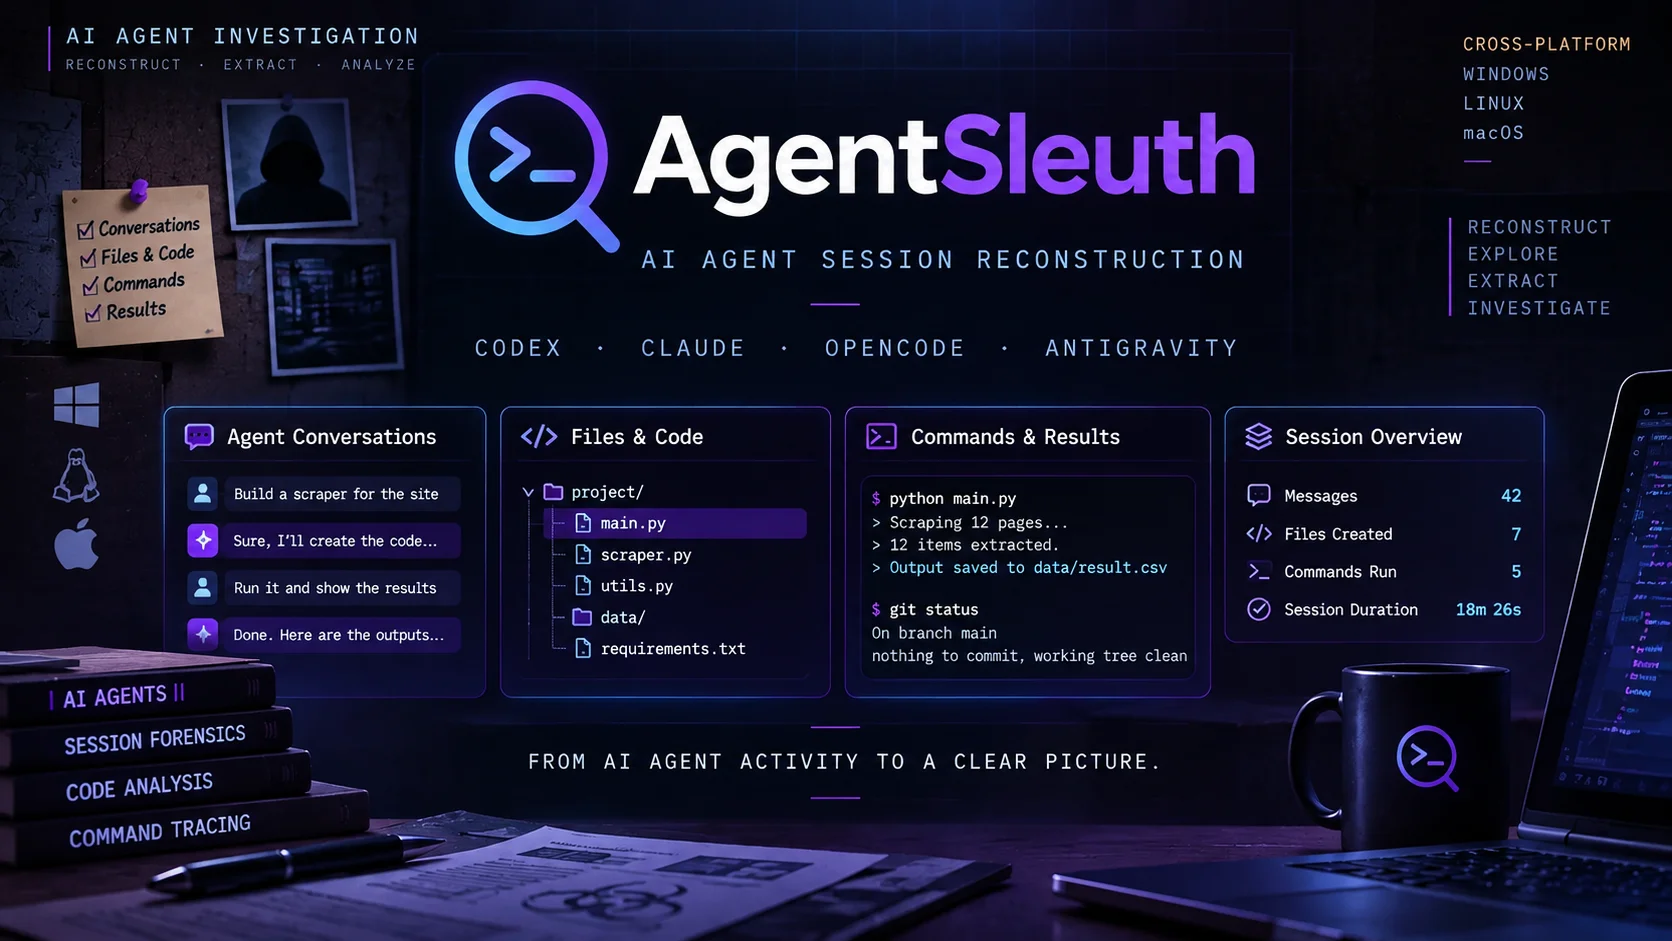 AI AGENT INVESTIGATION
RECONSTRUCT · EXTRACT · ANALYZE
CROSS-PLATFORM
WINDOWS
LINUX
macOS
AgentSleuth
AI AGENT SESSION RECONSTRUCTION
Conversations
Files & Code
Commands
Results
RECONSTRUCT
EXPLORE
EXTRACT
INVESTIGATE
CODEX · CLAUDE · OPENCODE · ANTIGRAVITY
Agent Conversations
Build a scraper for the site
Sure, I'll create the code...
Run it and show the results
Done. Here are the outputs...
Files & Code
project/
main.py
scraper.py
utils.py
data/
requirements.txt
Commands & Results
$ python main.py
> Scraping 12 pages...
> 12 items extracted.
> Output saved to data/result.csv
$ git status
On branch main
nothing to commit, working tree clean
Session Overview
Messages 42
Files Created 7
Commands Run 5
Session Duration 18m 26s
AI AGENTS
SESSION FORENSICS
CODE ANALYSIS
COMMAND TRACING
FROM AI AGENT ACTIVITY TO A CLEAR PICTURE.